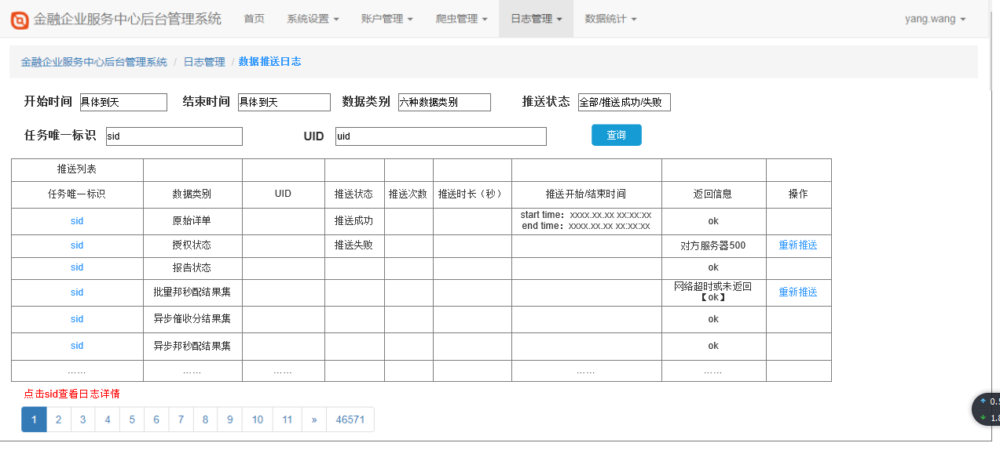 金融企业服务中心后台管理系统 首页 系统设置 账户管理 爬虫管理 日志管理 数据统计 yang.wang
金融企业服务中心后台管理系统 / 日志管理 / 数据推送日志
开始时间 具体到天 结束时间 具体到天 数据类别 六种数据类别 推送状态 全部/推送成功/失败
任务唯一标识 sid UID uid 查询
推送列表
任务唯一标识 数据类别 UID 推送状态 推送次数 推送时长（秒） 推送开始/结束时间 返回信息 操作
sid 原始详单 推送成功 start time：xxxx.xx.xx xx:xx:xx ok
end time：xxxx.xx.xx xx:xx:xx
sid 授权状态 推送失败 对方服务器500 重新推送
sid 报告状态 ok
sid 批量邦秒配结果集 网络超时或未返回 重新推送
【ok】
sid 异步催收分结果集 ok
sid 异步邦秒配结果集 ok
…… …… …… …… ……
点击sid查看日志详情
1 2 3 4 5 6 7 8 9 10 11 » 46571